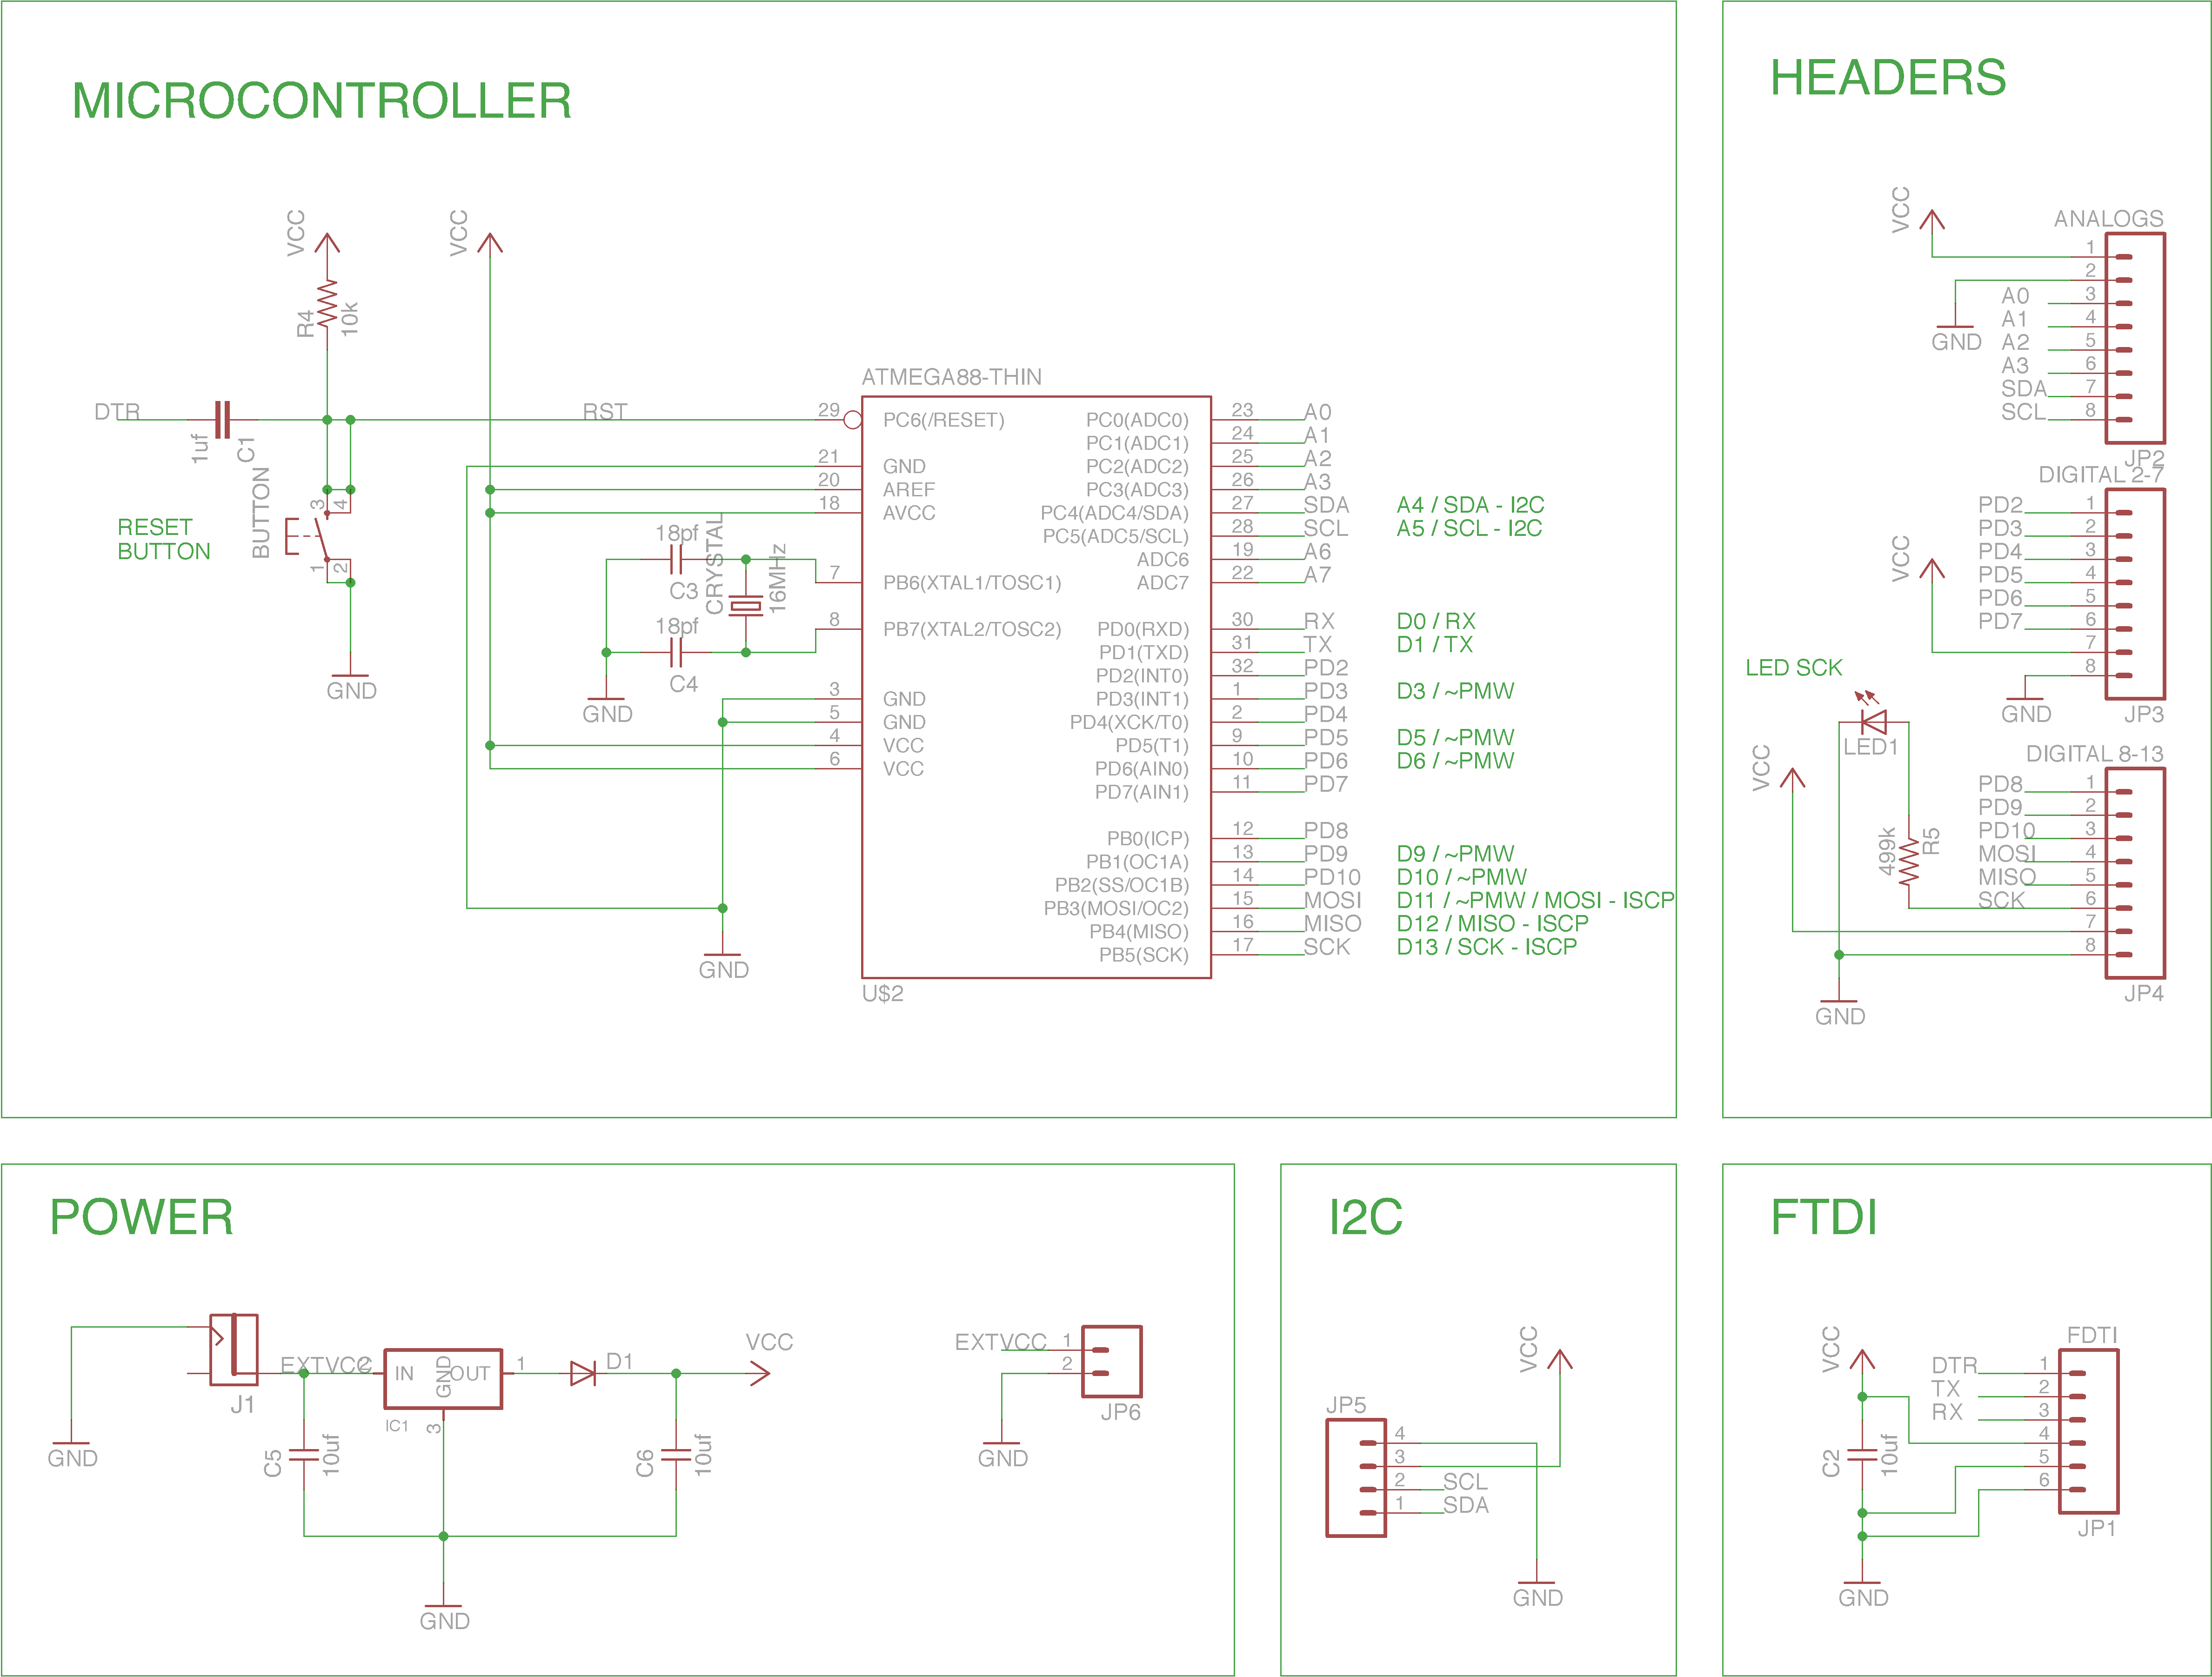 MICROCONTROLLER
VCC
R4
10k
VCC
DTR
1uf
C1
RST
RESET
BUTTON
BUTTON
3
4
1
2
GND
18pf
C3
CRYSTAL
16MHz
18pf
C4
GND
ATMEGA88-THIN
29 PC6(/RESET)
21 GND
20 AREF
18 AVCC
7 PB6(XTAL1/TOSC1)
8 PB7(XTAL2/TOSC2)
3 GND
5 GND
4 VCC
6 VCC
GND
PC0(ADC0) 23 A0
PC1(ADC1) 24 A1
PC2(ADC2) 25 A2
PC3(ADC3) 26 A3
PC4(ADC4/SDA) 27 SDA A4 / SDA - I2C
PC5(ADC5/SCL) 28 SCL A5 / SCL - I2C
ADC6 19 A6
ADC7 22 A7
PD0(RXD) 30 RX D0 / RX
PD1(TXD) 31 TX D1 / TX
PD2(INT0) 32 PD2
PD3(INT1) 1 PD3 D3 / ~PMW
PD4(XCK/T0) 2 PD4
PD5(T1) 9 PD5 D5 / ~PMW
PD6(AIN0) 10 PD6 D6 / ~PMW
PD7(AIN1) 11 PD7
PB0(ICP) 12 PD8
PB1(OC1A) 13 PD9 D9 / ~PMW
PB2(SS/OC1B) 14 PD10 D10 / ~PMW
PB3(MOSI/OC2) 15 MOSI D11 / ~PMW / MOSI - ISCP
PB4(MISO) 16 MISO D12 / MISO - ISCP
PB5(SCK) 17 SCK D13 / SCK - ISCP
U$2
HEADERS
VCC
ANALOGS
1
2
GND
A0 3
A1 4
A2 5
A3 6
SDA 7
SCL 8
JP2
DIGITAL 2-7
PD2 1
PD3 2
PD4 3
PD5 4
PD6 5
PD7 6
VCC
7
8
GND
JP3
LED SCK
LED1
VCC
499k
R5
DIGITAL 8-13
PD8 1
PD9 2
PD10 3
MOSI 4
MISO 5
SCK 6
7
8
GND
JP4
POWER
J1
GND
EXTVCC
2
IN
GND
OUT
1
IC1
3
D1
VCC
C5
10uf
C6
10uf
GND
EXTVCC 1
2
JP6
GND
I2C
VCC
JP5
4
3
2 SCL
1 SDA
GND
FTDI
VCC
FDTI
DTR 1
TX 2
RX 3
4
5
6
C2
10uf
JP1
GND